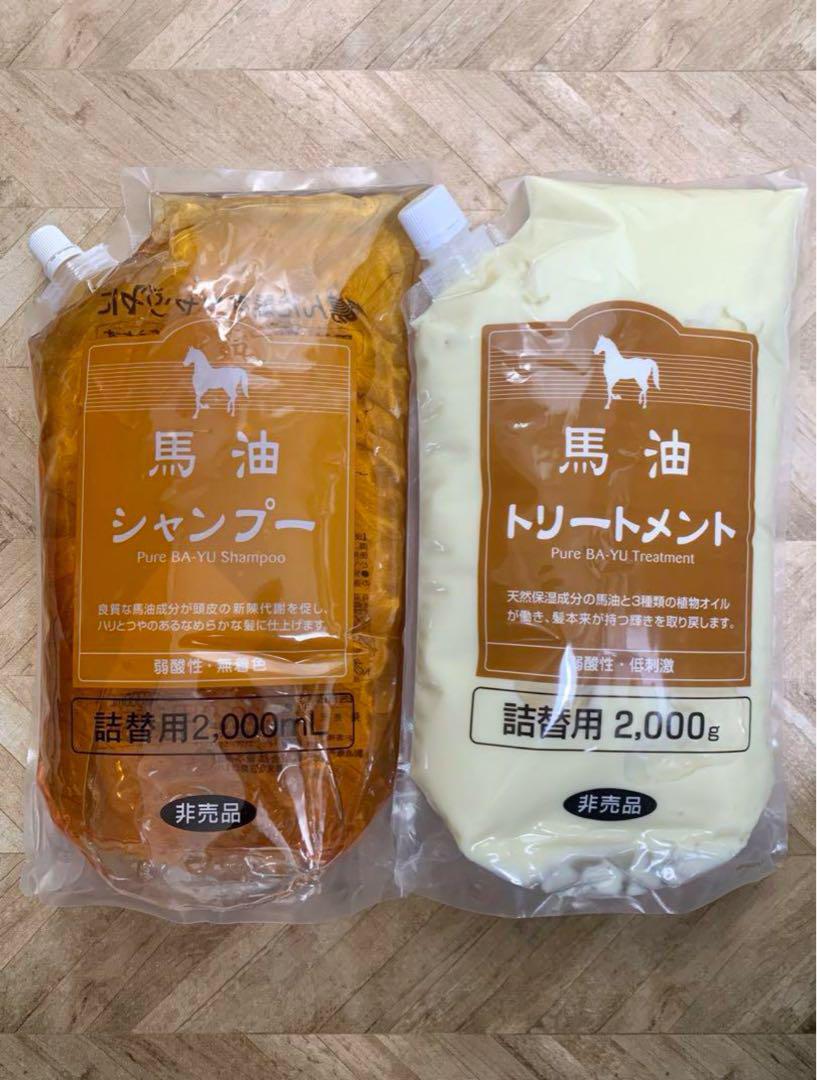 馬油
シャンプー
Pure BA-YU Shampoo
良質な馬油成分が頭皮の新陳代謝を促し、
ハリとつやのあるなめらかな髪に仕上げます。
弱酸性・無着色
詰替用2,000mL
非売品
馬油
トリートメント
Pure BA-YU Treatment
天然保湿成分の馬油と3種類の植物オイル
が働き、髪本来が持つ輝きを取り戻します。
弱酸性・低刺激
詰替用 2,000g
非売品